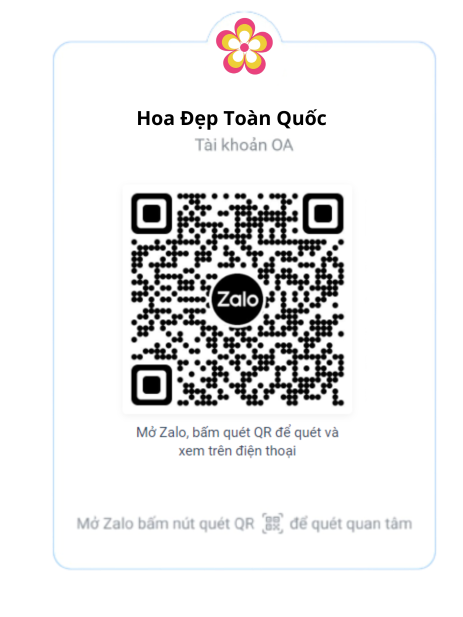 Hoa Đẹp Toàn Quốc
Tài khoản OA
Zalo
Mở Zalo, bấm quét QR để quét và
xem trên điện thoại
Mở Zalo bấm nút quét QR để quét quan tâm